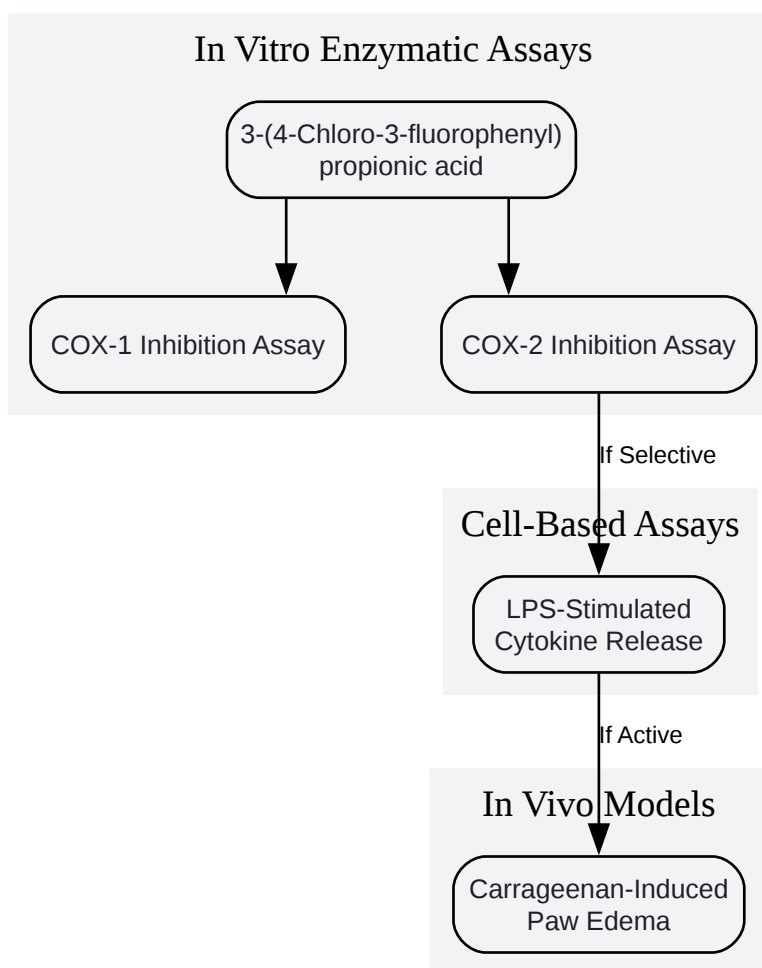 In Vitro Enzymatic Assays
3-(4-Chloro-3-fluorophenyl)
propionic acid
COX-1 Inhibition Assay
COX-2 Inhibition Assay
If Selective
Cell-Based Assays
LPS-Stimulated
Cytokine Release
If Active
In Vivo Models
Carrageenan-Induced
Paw Edema